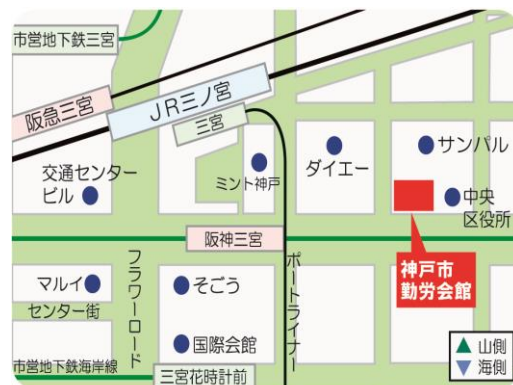 市営地下鉄三宮
阪急三宮
JR三ノ宮
三宮
交通センター
ビル
ミント神戸
ダイエー
サンパル
中央
区役所
阪神三宮
神戸市
勤労会館
マルイ
センター街
フラワーロード
そごう
国際会館
ポートライナー
市営地下鉄海岸線
三宮花時計前
山側
海側